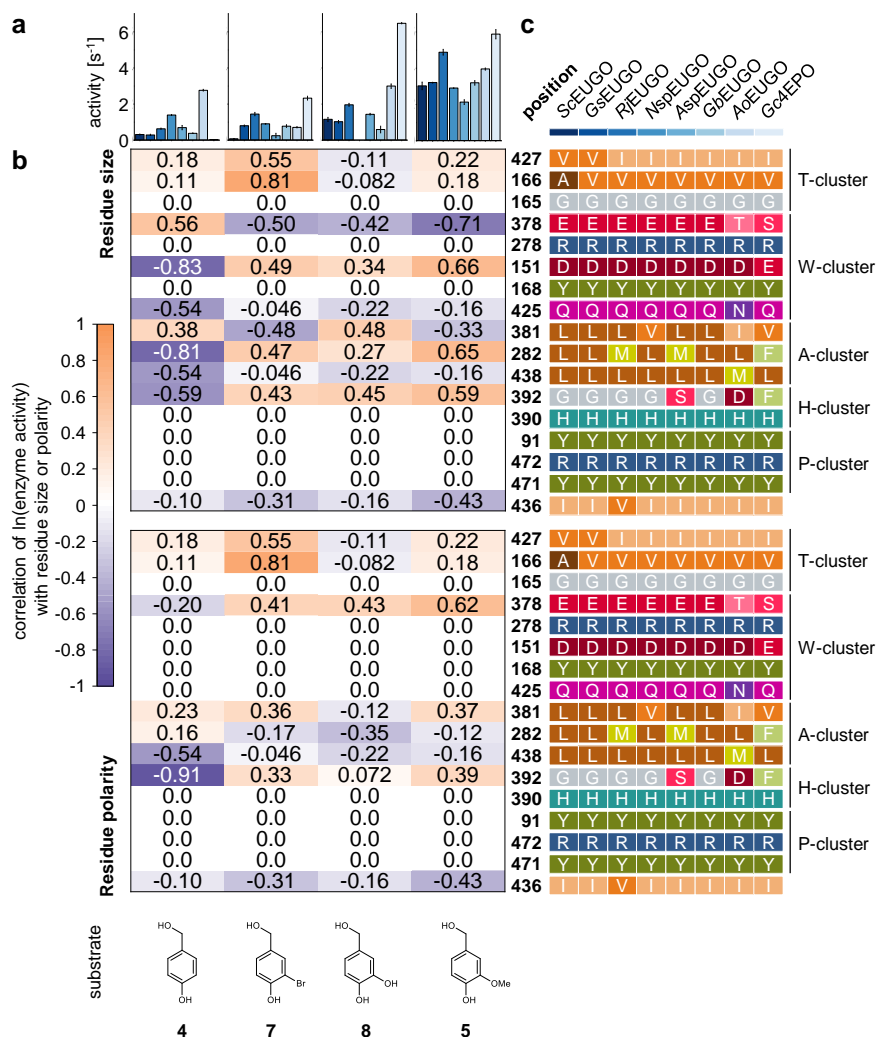 a
activity [s⁻¹]
6
4
2
0
c
position
ScEUGO
GsEUGO
RjEUGO
NspEUGO
AspEUGO
GbEUGO
AoEUGO
Gc4EPO
b
Residue size
0.18 0.55 -0.11 0.22 427 V V I I I I I I
0.11 0.81 -0.082 0.18 166 A V V V V V V V T-cluster
0.0 0.0 0.0 0.0 165 G G G G G G G G
0.56 -0.50 -0.42 -0.71 378 E E E E E E T S
0.0 0.0 0.0 0.0 278 R R R R R R R R
-0.83 0.49 0.34 0.66 151 D D D D D D D E W-cluster
0.0 0.0 0.0 0.0 168 Y Y Y Y Y Y Y Y
-0.54 -0.046 -0.22 -0.16 425 Q Q Q Q Q Q N Q
0.38 -0.48 0.48 -0.33 381 L L L V L L I V
-0.81 0.47 0.27 0.65 282 L L M L M L L F A-cluster
-0.54 -0.046 -0.22 -0.16 438 L L L L L L M L
-0.59 0.43 0.45 0.59 392 G G G G S G D F H-cluster
0.0 0.0 0.0 0.0 390 H H H H H H H H
0.0 0.0 0.0 0.0 91 Y Y Y Y Y Y Y Y
0.0 0.0 0.0 0.0 472 R R R R R R R R P-cluster
0.0 0.0 0.0 0.0 471 Y Y Y Y Y Y Y Y
-0.10 -0.31 -0.16 -0.43 436 I I V I I I I I
correlation of ln(enzyme activity)
with residue size or polarity
1
0.8
0.6
0.4
0.2
0
-0.2
-0.4
-0.6
-0.8
-1
Residue polarity
0.18 0.55 -0.11 0.22 427 V V I I I I I I
0.11 0.81 -0.082 0.18 166 A V V V V V V V T-cluster
0.0 0.0 0.0 0.0 165 G G G G G G G G
-0.20 0.41 0.43 0.62 378 E E E E E E T S
0.0 0.0 0.0 0.0 278 R R R R R R R R
0.0 0.0 0.0 0.0 151 D D D D D D D E W-cluster
0.0 0.0 0.0 0.0 168 Y Y Y Y Y Y Y Y
0.0 0.0 0.0 0.0 425 Q Q Q Q Q Q N Q
0.23 0.36 -0.12 0.37 381 L L L V L L I V
0.16 -0.17 -0.35 -0.12 282 L L M L M L L F A-cluster
-0.54 -0.046 -0.22 -0.16 438 L L L L L L M L
-0.91 0.33 0.072 0.39 392 G G G G S G D F H-cluster
0.0 0.0 0.0 0.0 390 H H H H H H H H
0.0 0.0 0.0 0.0 91 Y Y Y Y Y Y Y Y
0.0 0.0 0.0 0.0 472 R R R R R R R R P-cluster
0.0 0.0 0.0 0.0 471 Y Y Y Y Y Y Y Y
-0.10 -0.31 -0.16 -0.43 436 I I V I I I I I
substrate
HO HO HO HO
Br OH OMe
OH OH OH OH
4 7 8 5